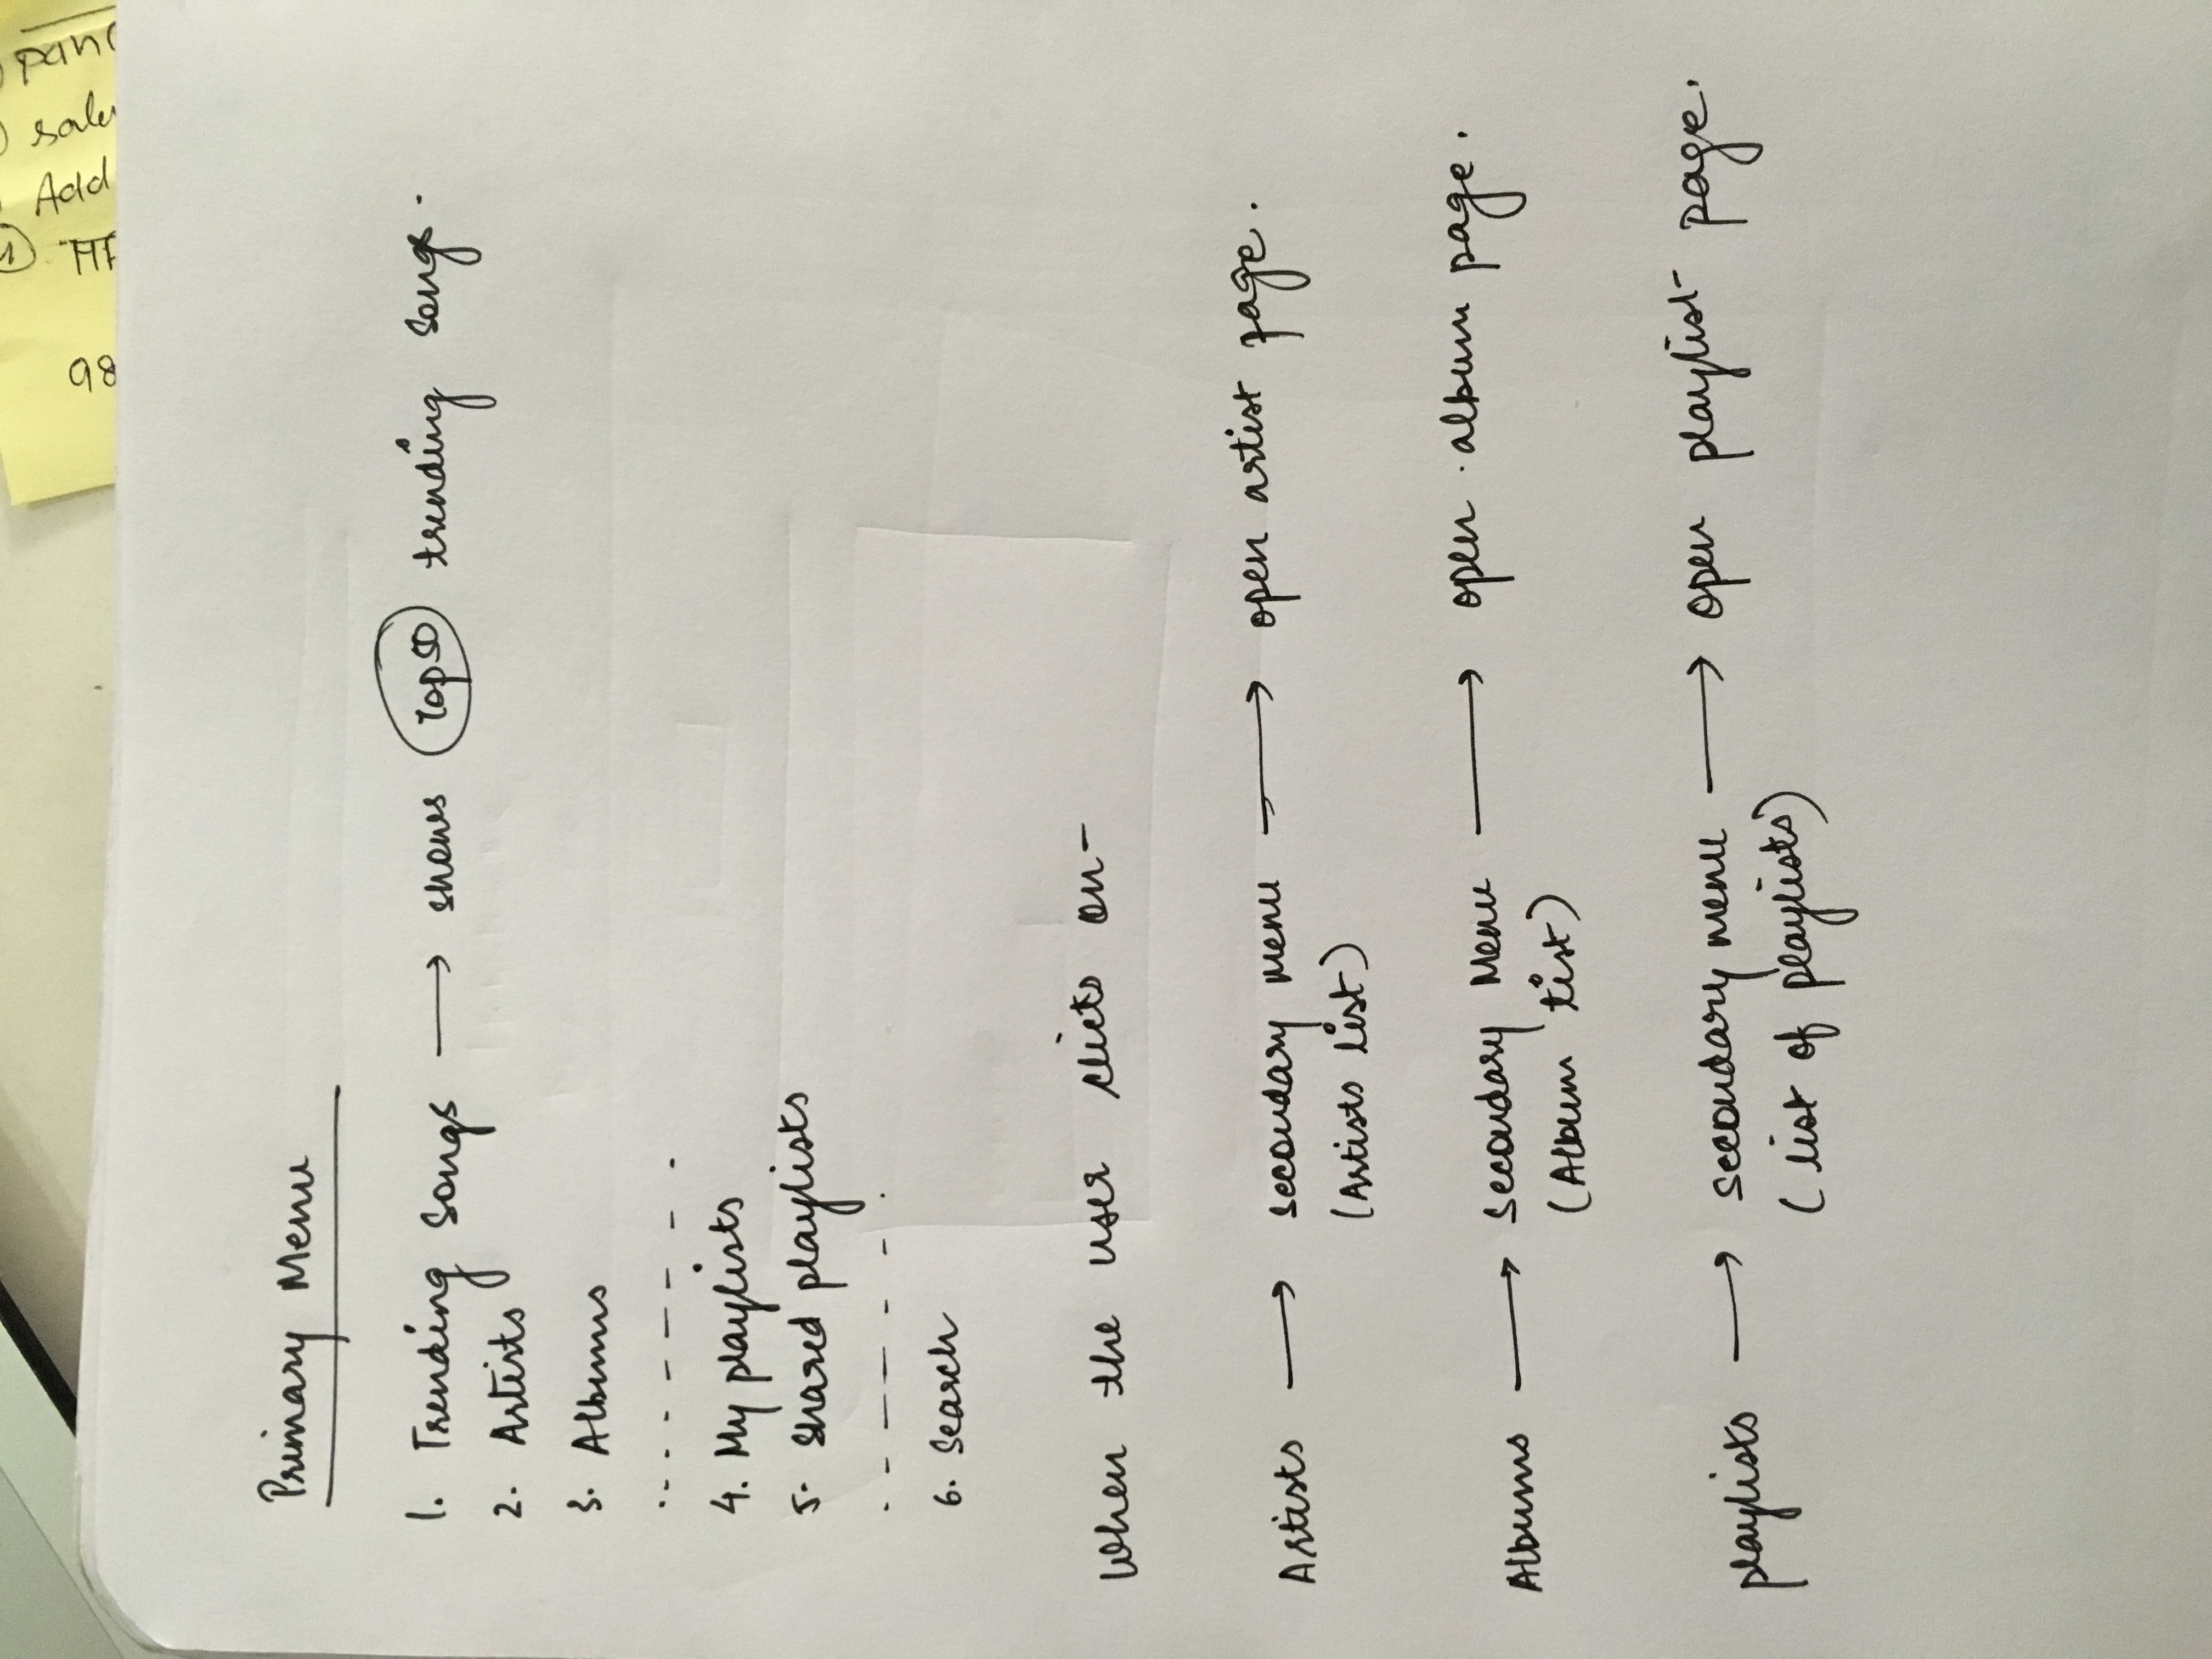 Primary Menu
1. Trending Songs → shows Top 50 trending songs.
2. Artists
3. Albums
4. My playlists
5. Shared playlists
6. Search
When the user clicks on-
Artists → secondary menu → open artist page.
(Artists list)
Albums → Secondary Menu → open album page.
(Album list)
playlists → secondary menu → open playlist page.
(list of playlists)
Add
98